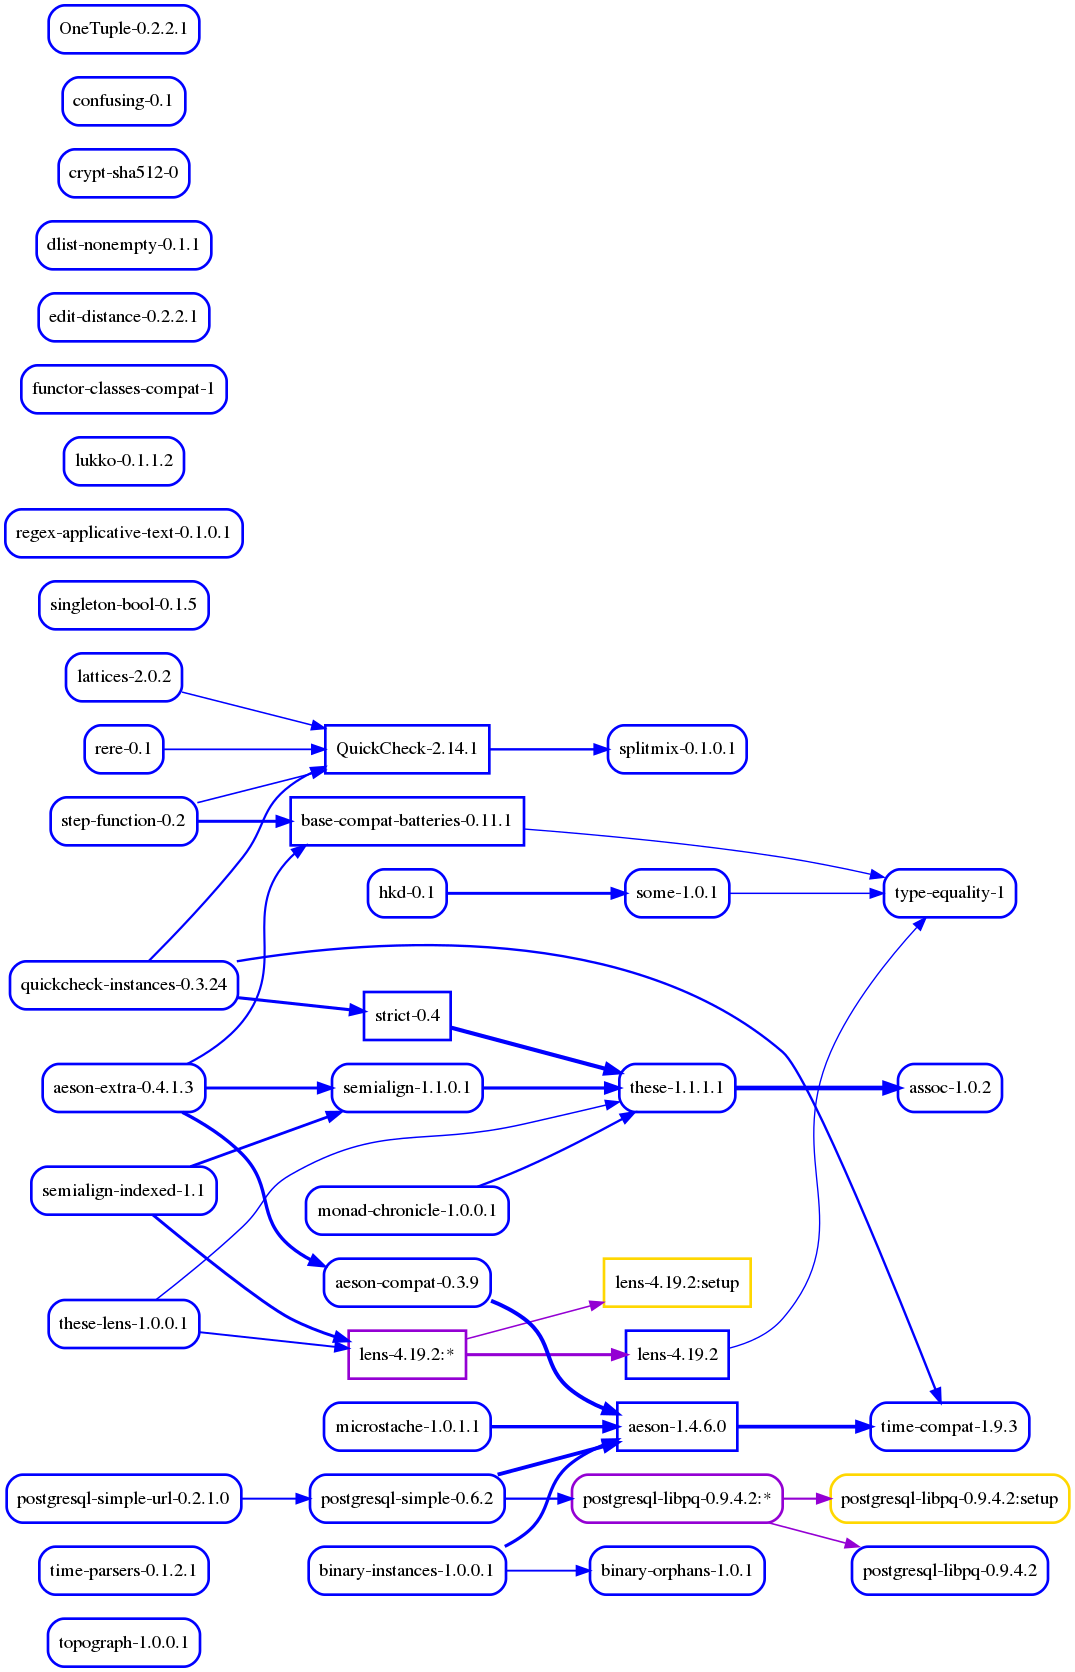 OneTuple-0.2.2.1
confusing-0.1
crypt-sha512-0
dlist-nonempty-0.1.1
edit-distance-0.2.2.1
functor-classes-compat-1
lukko-0.1.1.2
regex-applicative-text-0.1.0.1
singleton-bool-0.1.5
lattices-2.0.2
rere-0.1
QuickCheck-2.14.1
splitmix-0.1.0.1
step-function-0.2
base-compat-batteries-0.11.1
hkd-0.1
some-1.0.1
type-equality-1
quickcheck-instances-0.3.24
strict-0.4
aeson-extra-0.4.1.3
semialign-1.1.0.1
these-1.1.1.1
assoc-1.0.2
semialign-indexed-1.1
monad-chronicle-1.0.0.1
aeson-compat-0.3.9
lens-4.19.2:setup
these-lens-1.0.0.1
lens-4.19.2:*
lens-4.19.2
microstache-1.0.1.1
aeson-1.4.6.0
time-compat-1.9.3
postgresql-simple-url-0.2.1.0
postgresql-simple-0.6.2
postgresql-libpq-0.9.4.2:*
postgresql-libpq-0.9.4.2:setup
time-parsers-0.1.2.1
binary-instances-1.0.0.1
binary-orphans-1.0.1
postgresql-libpq-0.9.4.2
topograph-1.0.0.1